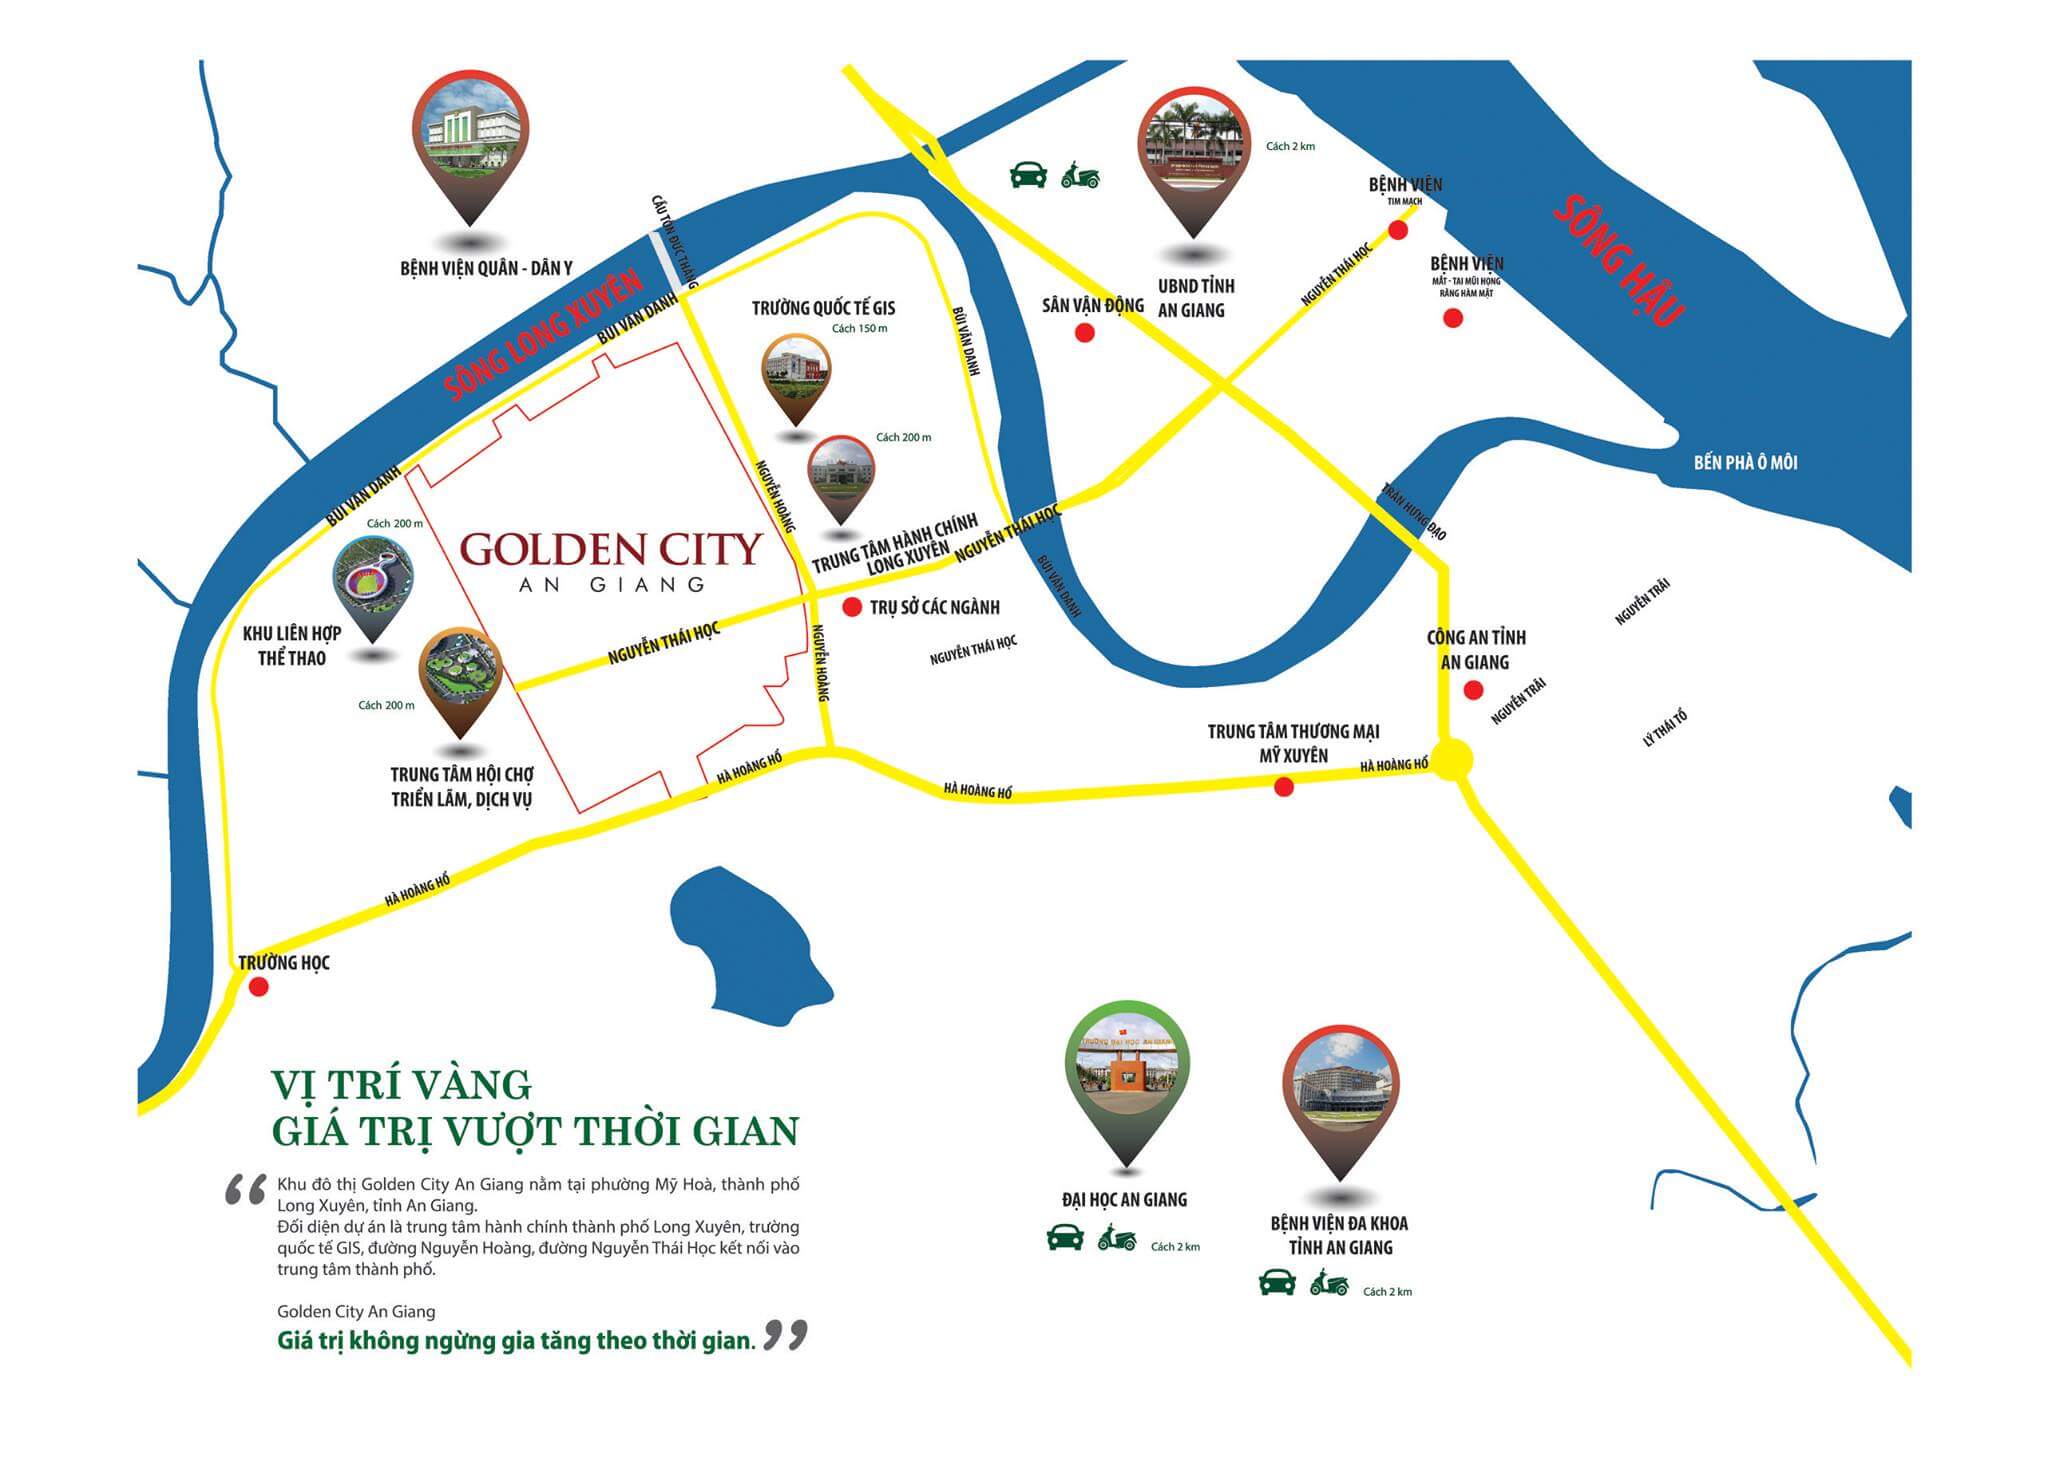 BỆNH VIỆN QUÂN - DÂN Y
SÔNG LONG XUYÊN
CẦU TÔN ĐỨC THẮNG
BÙI VĂN DANH
BÙI VĂN DANH
BÙI VĂN DANH
BÙI VĂN DANH
TRƯỜNG QUỐC TẾ GIS
Cách 150 m
Cách 200 m
NGUYỄN HOÀNG
TRUNG TÂM HÀNH CHÍNH
LONG XUYÊN
NGUYỄN THÁI HỌC
TRỤ SỞ CÁC NGÀNH
NGUYỄN THÁI HỌC
GOLDEN CITY
AN GIANG
NGUYỄN THÁI HỌC
NGUYỄN HOÀNG
Cách 200 m
KHU LIÊN HỢP
THỂ THAO
Cách 200 m
TRUNG TÂM HỘI CHỢ
TRIỂN LÃM, DỊCH VỤ
UBND TỈNH
AN GIANG
Cách 2 km
SÂN VẬN ĐỘNG
BỆNH VIỆN
TIM MẠCH
NGUYỄN THÁI HỌC
BỆNH VIỆN
MẮT - TAI MŨI HỌNG
RĂNG HÀM MẶT
SÔNG HẬU
BẾN PHÀ Ô MÔI
TRẦN HƯNG ĐẠO
NGUYỄN TRÃI
CÔNG AN TỈNH
AN GIANG
NGUYỄN TRÃI
LÝ THÁI TỔ
TRUNG TÂM THƯƠNG MẠI
MỸ XUYÊN
HÀ HOÀNG HỔ
HÀ HOÀNG HỔ
HÀ HOÀNG HỔ
HÀ HOÀNG HỔ
TRƯỜNG HỌC
VỊ TRÍ VÀNG
GIÁ TRỊ VƯỢT THỜI GIAN
“ Khu đô thị Golden City An Giang nằm tại phường Mỹ Hoà, thành phố
Long Xuyên, tỉnh An Giang.
Đối diện dự án là trung tâm hành chính thành phố Long Xuyên, trường
quốc tế GIS, đường Nguyễn Hoàng, đường Nguyễn Thái Học kết nối vào
trung tâm thành phố.
Golden City An Giang
Giá trị không ngừng gia tăng theo thời gian. ”
TRƯỜNG ĐẠI HỌC AN GIANG
ĐẠI HỌC AN GIANG
Cách 2 km
BỆNH VIỆN ĐA KHOA
TỈNH AN GIANG
Cách 2 km